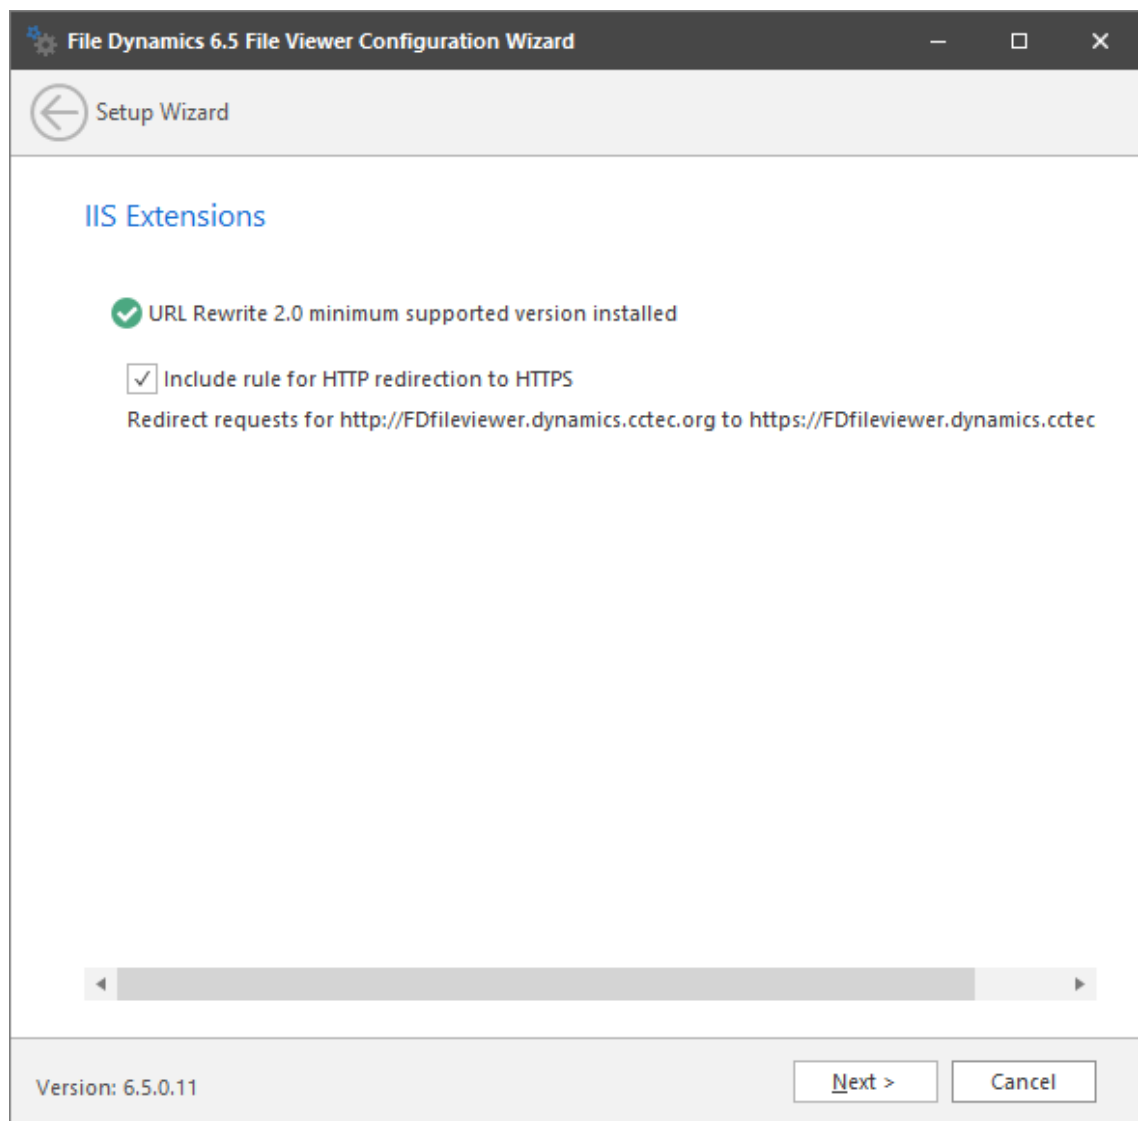 File Dynamics 6.5 File Viewer Configuration Wizard
Setup Wizard
IIS Extensions
URL Rewrite 2.0 minimum supported version installed
Include rule for HTTP redirection to HTTPS
Redirect requests for http://FDfileviewer.dynamics.cctec.org to https://FDfileviewer.dynamics.cctec
Version: 6.5.0.11
Next >
Cancel